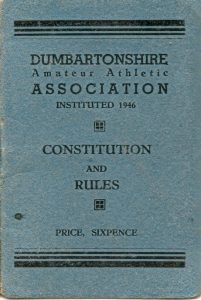 DUMBARTONSHIRE
Amateur Athletic
ASSOCIATION
INSTITUTED 1946
CONSTITUTION
AND
RULES
PRICE, SIXPENCE